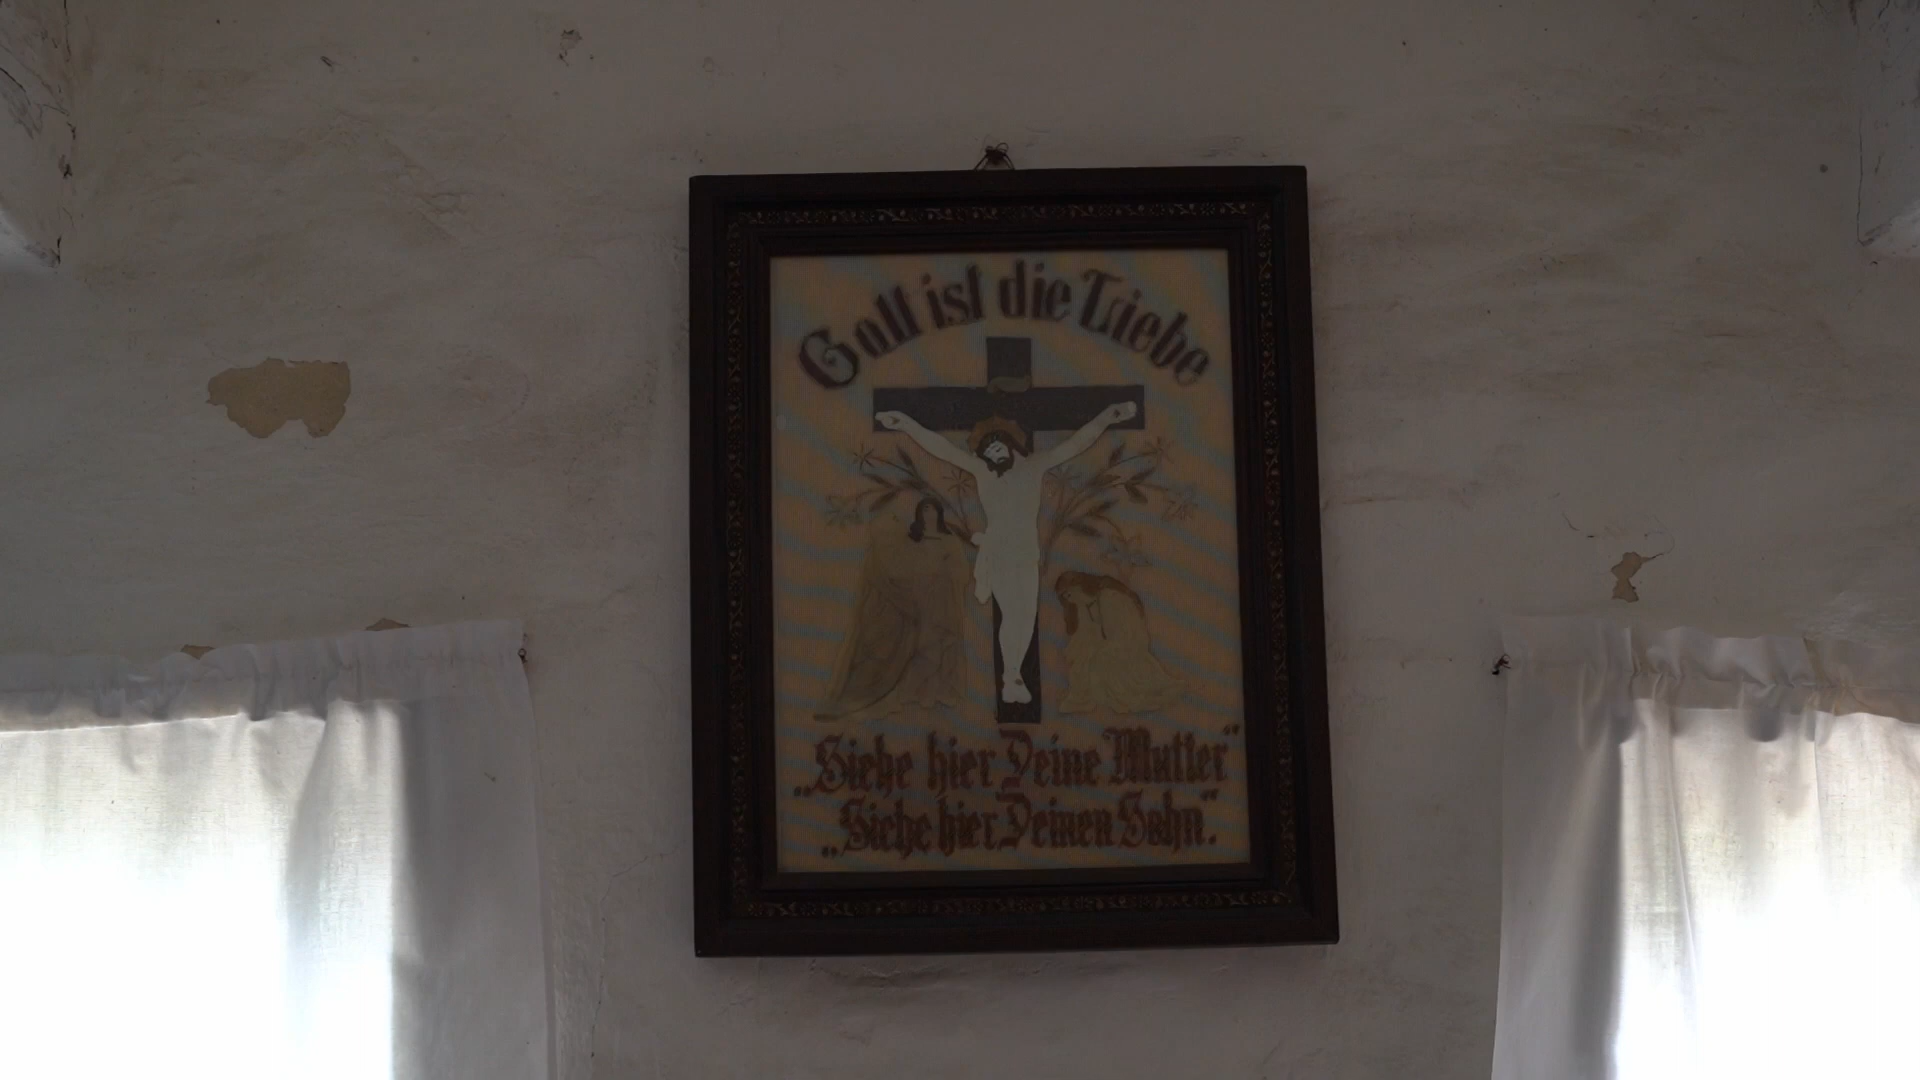 Gott ist die Liebe
„Siehe hier Deine Mutter“
„Siehe hier Deinen Sohn.“